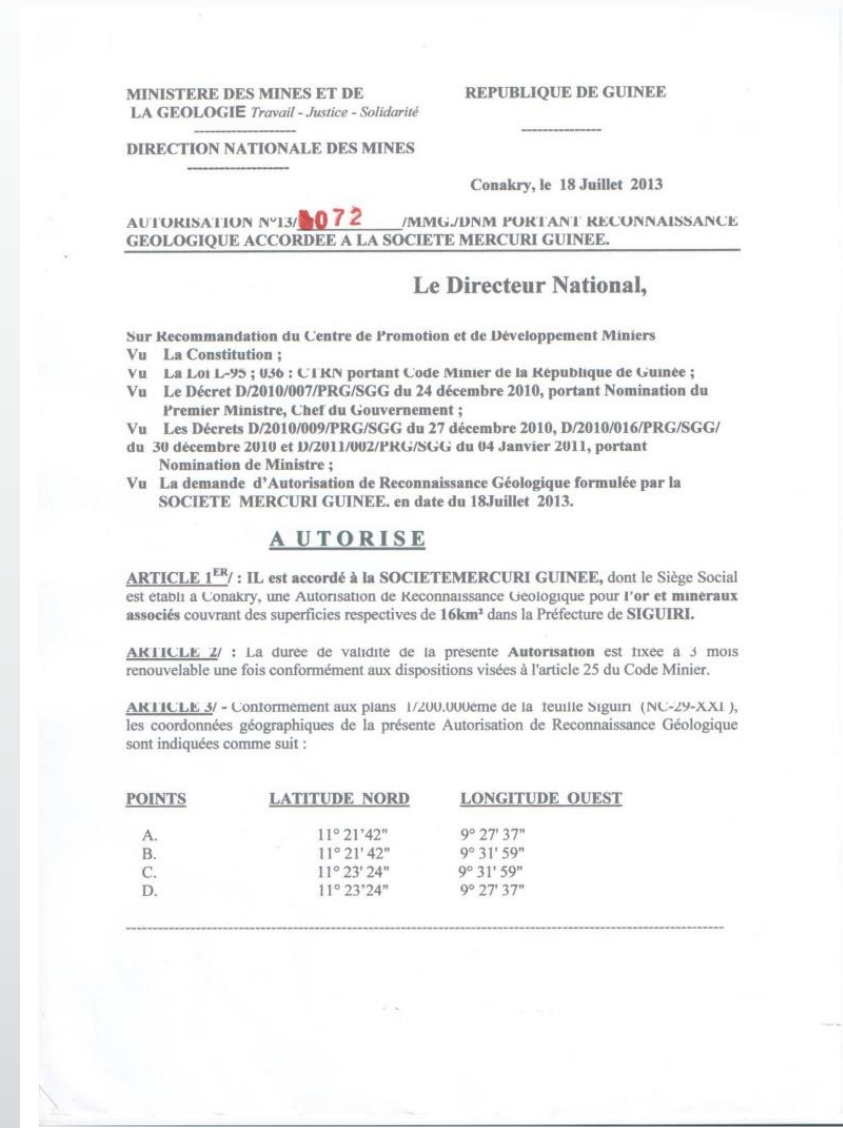 MINISTERE DES MINES ET DE
REPUBLIQUE DE GUINEE
LA GEOLOGIE Travail - Justice - Solidarité
DIRECTION NATIONALE DES MINES
Conakry, le 18 Juillet 2013
AUTORISATION N°13/ 072 /MMG./DNM PORTANT RECONNAISSANCE
GEOLOGIQUE ACCORDEE A LA SOCIETE MERCURI GUINEE.
Le Directeur National,
Sur Recommandation du Centre de Promotion et de Développement Miniers
Vu La Constitution ;
Vu La Loi L-95 ; 036 : CTRN portant Code Minier de la République de Guinée ;
Vu Le Décret D/2010/007/PRG/SGG du 24 décembre 2010, portant Nomination du
Premier Ministre, Chef du Gouvernement ;
Vu Les Décrets D/2010/009/PRG/SGG du 27 décembre 2010, D/2010/016/PRG/SGG/
du 30 décembre 2010 et D/2011/002/PRG/SGG du 04 Janvier 2011, portant
Nomination de Ministre ;
Vu La demande d'Autorisation de Reconnaissance Géologique formulée par la
SOCIETE MERCURI GUINEE. en date du 18Juillet 2013.
A UTORISE
ARTICLE 1ER/ : IL est accordé à la SOCIETEMERCURI GUINEE, dont le Siège Social
est établi à Conakry, une Autorisation de Reconnaissance Géologique pour l'or et minéraux
associés couvrant des superficies respectives de 16km² dans la Préfecture de SIGUIRI.
ARTICLE 2/ : La durée de validité de la présente Autorisation est fixée à 3 mois
renouvelable une fois conformément aux dispositions visées à l'article 25 du Code Minier.
ARTICLE 3/ - Conformément aux plans 1/200.000ème de la feuille Siguiri (NC-29-XXI ),
les coordonnées géographiques de la présente Autorisation de Reconnaissance Géologique
sont indiquées comme suit :
POINTS LATITUDE NORD LONGITUDE OUEST
A. 11° 21'42" 9° 27' 37"
B. 11° 21' 42" 9° 31' 59"
C. 11° 23' 24" 9° 31' 59"
D. 11° 23'24" 9° 27' 37"